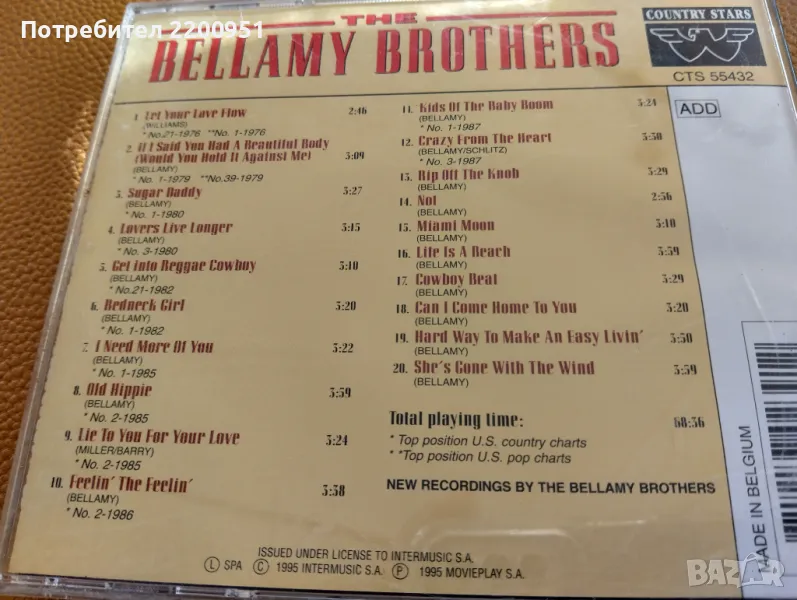 Потребител 2200951
THE
BELLAMY BROTHERS
COUNTRY STARS
CTS 55432
ADD
1. Let Your Love Flow 2:46
(WILLIAMS)
* No.21-1976 **No. 1-1976
2. If I Said You Had A Beautiful Body
(Would You Hold It Against Me) 3:09
(BELLAMY)
* No. 1-1979 **No.39-1979
3. Sugar Daddy 3:27
(BELLAMY)
* No. 1-1980
4. Lovers Live Longer 3:15
(BELLAMY)
* No. 3-1980
5. Get into Reggae Cowboy 3:10
(BELLAMY)
* No.21-1982
6. Redneck Girl 3:20
(BELLAMY)
* No. 1-1982
7. I Need More Of You 3:22
(BELLAMY)
* No. 1-1985
8. Old Hippie 3:59
(BELLAMY)
* No. 2-1985
9. Lie To You For Your Love 3:24
(MILLER/BARRY)
* No. 2-1985
10. Feelin' The Feelin' 3:38
(BELLAMY)
* No. 2-1986
11. Kids Of The Baby Boom 3:24
(BELLAMY)
* No. 1-1987
12. Crazy From The Heart 3:30
(BELLAMY/SCHLITZ)
* No. 3-1987
13. Rip Off The Knob 3:29
(BELLAMY)
14. Not 2:36
(BELLAMY)
15. Miami Moon 3:10
(BELLAMY)
16. Life Is A Beach 3:39
(BELLAMY)
17. Cowboy Beat 3:29
(BELLAMY)
18. Can I Come Home To You 3:20
(BELLAMY)
19. Hard Way To Make An Easy Livin' 3:30
(BELLAMY)
20. She's Gone With The Wind 3:39
(BELLAMY)
Total playing time: 68:36
* Top position U.S. country charts
**Top position U.S. pop charts
NEW RECORDINGS BY THE BELLAMY BROTHERS
ISSUED UNDER LICENSE TO INTERMUSIC S.A.
Ⓛ SPA Ⓒ 1995 INTERMUSIC S.A. Ⓟ 1995 MOVIEPLAY S.A.
MADE IN BELGIUM
BAZAR